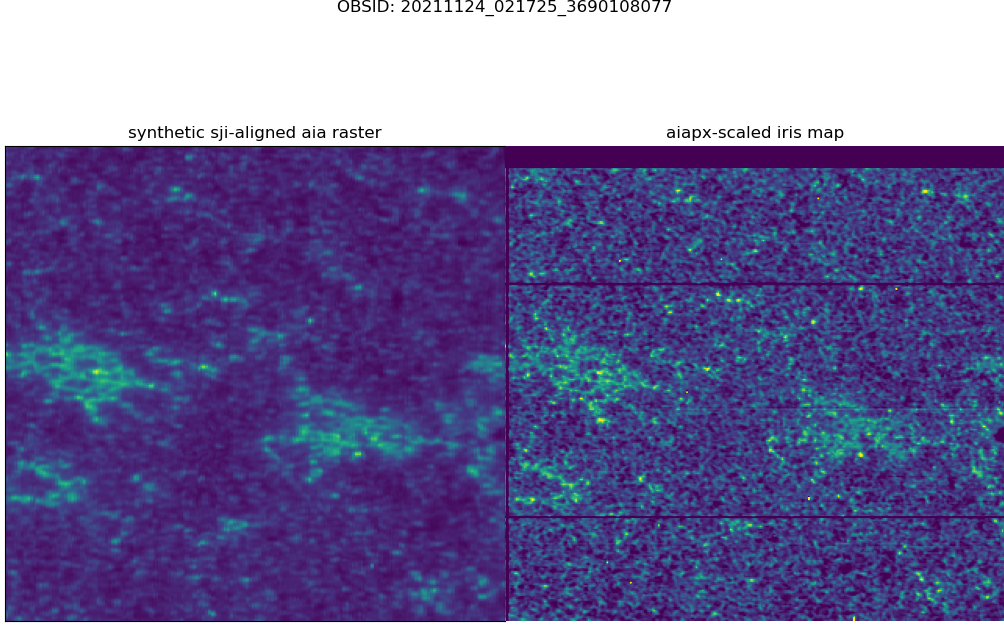 OBSID: 20211124_021725_3690108077
synthetic sji-aligned aia raster
aiapx-scaled iris map